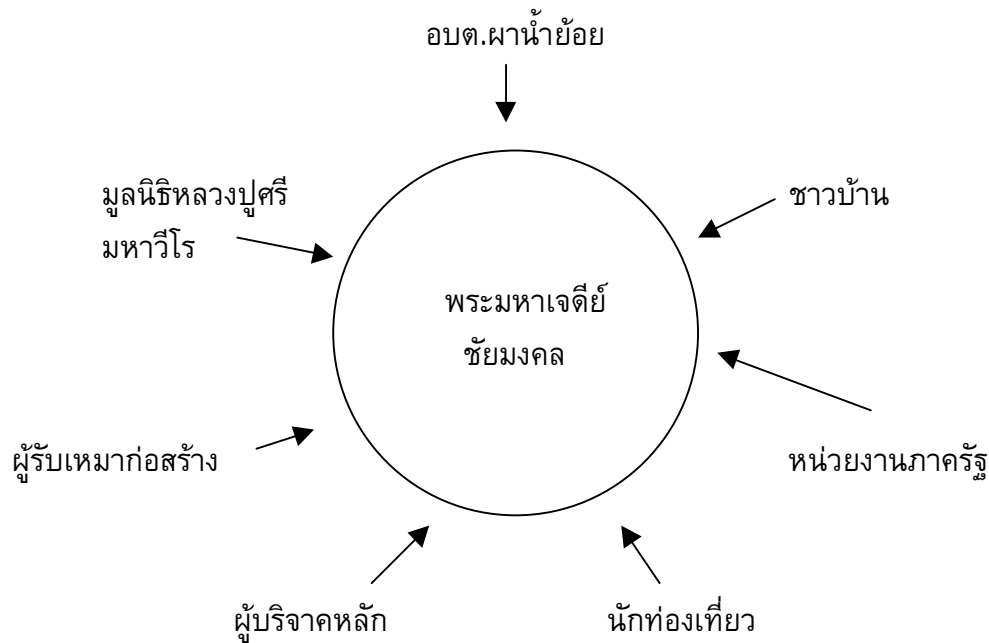 อบต.ผาน้ำย้อย
มูลนิธิหลวงปูศรี
มหาวีโร
ชาวบ้าน
พระมหาเจดีย์
ชัยมงคล
ผู้รับเหมาก่อสร้าง
หน่วยงานภาครัฐ
ผู้บริจาคหลัก
นักท่องเที่ยว